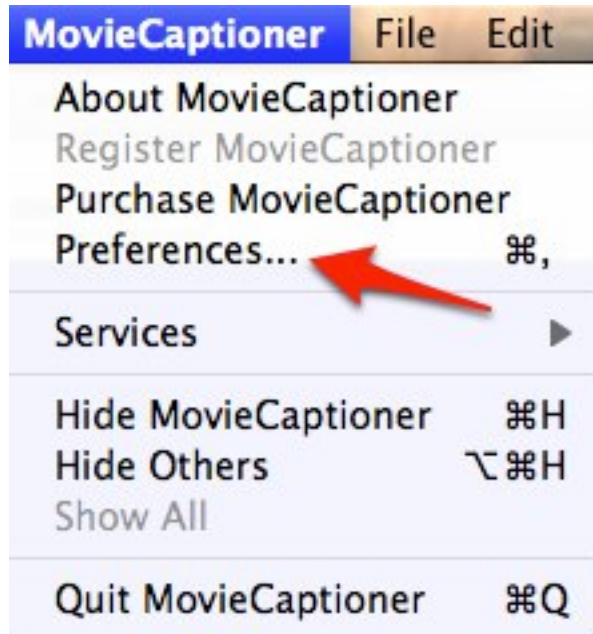 MovieCaptioner File Edit
About MovieCaptioner
Register MovieCaptioner
Purchase MovieCaptioner
Preferences... ⌘,
Services ▶
Hide MovieCaptioner ⌘H
Hide Others ⌥⌘H
Show All
Quit MovieCaptioner ⌘Q